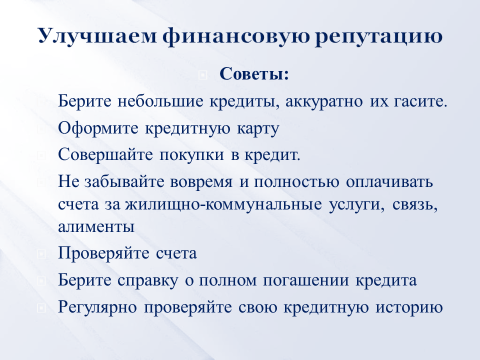 Улучшаем финансовую репутацию
Советы:
Берите небольшие кредиты, аккуратно их гасите.
Оформите кредитную карту
Совершайте покупки в кредит.
Не забывайте вовремя и полностью оплачивать
счета за жилищно-коммунальные услуги, связь,
алименты
Проверяйте счета
Берите справку о полном погашении кредита
Регулярно проверяйте свою кредитную историю